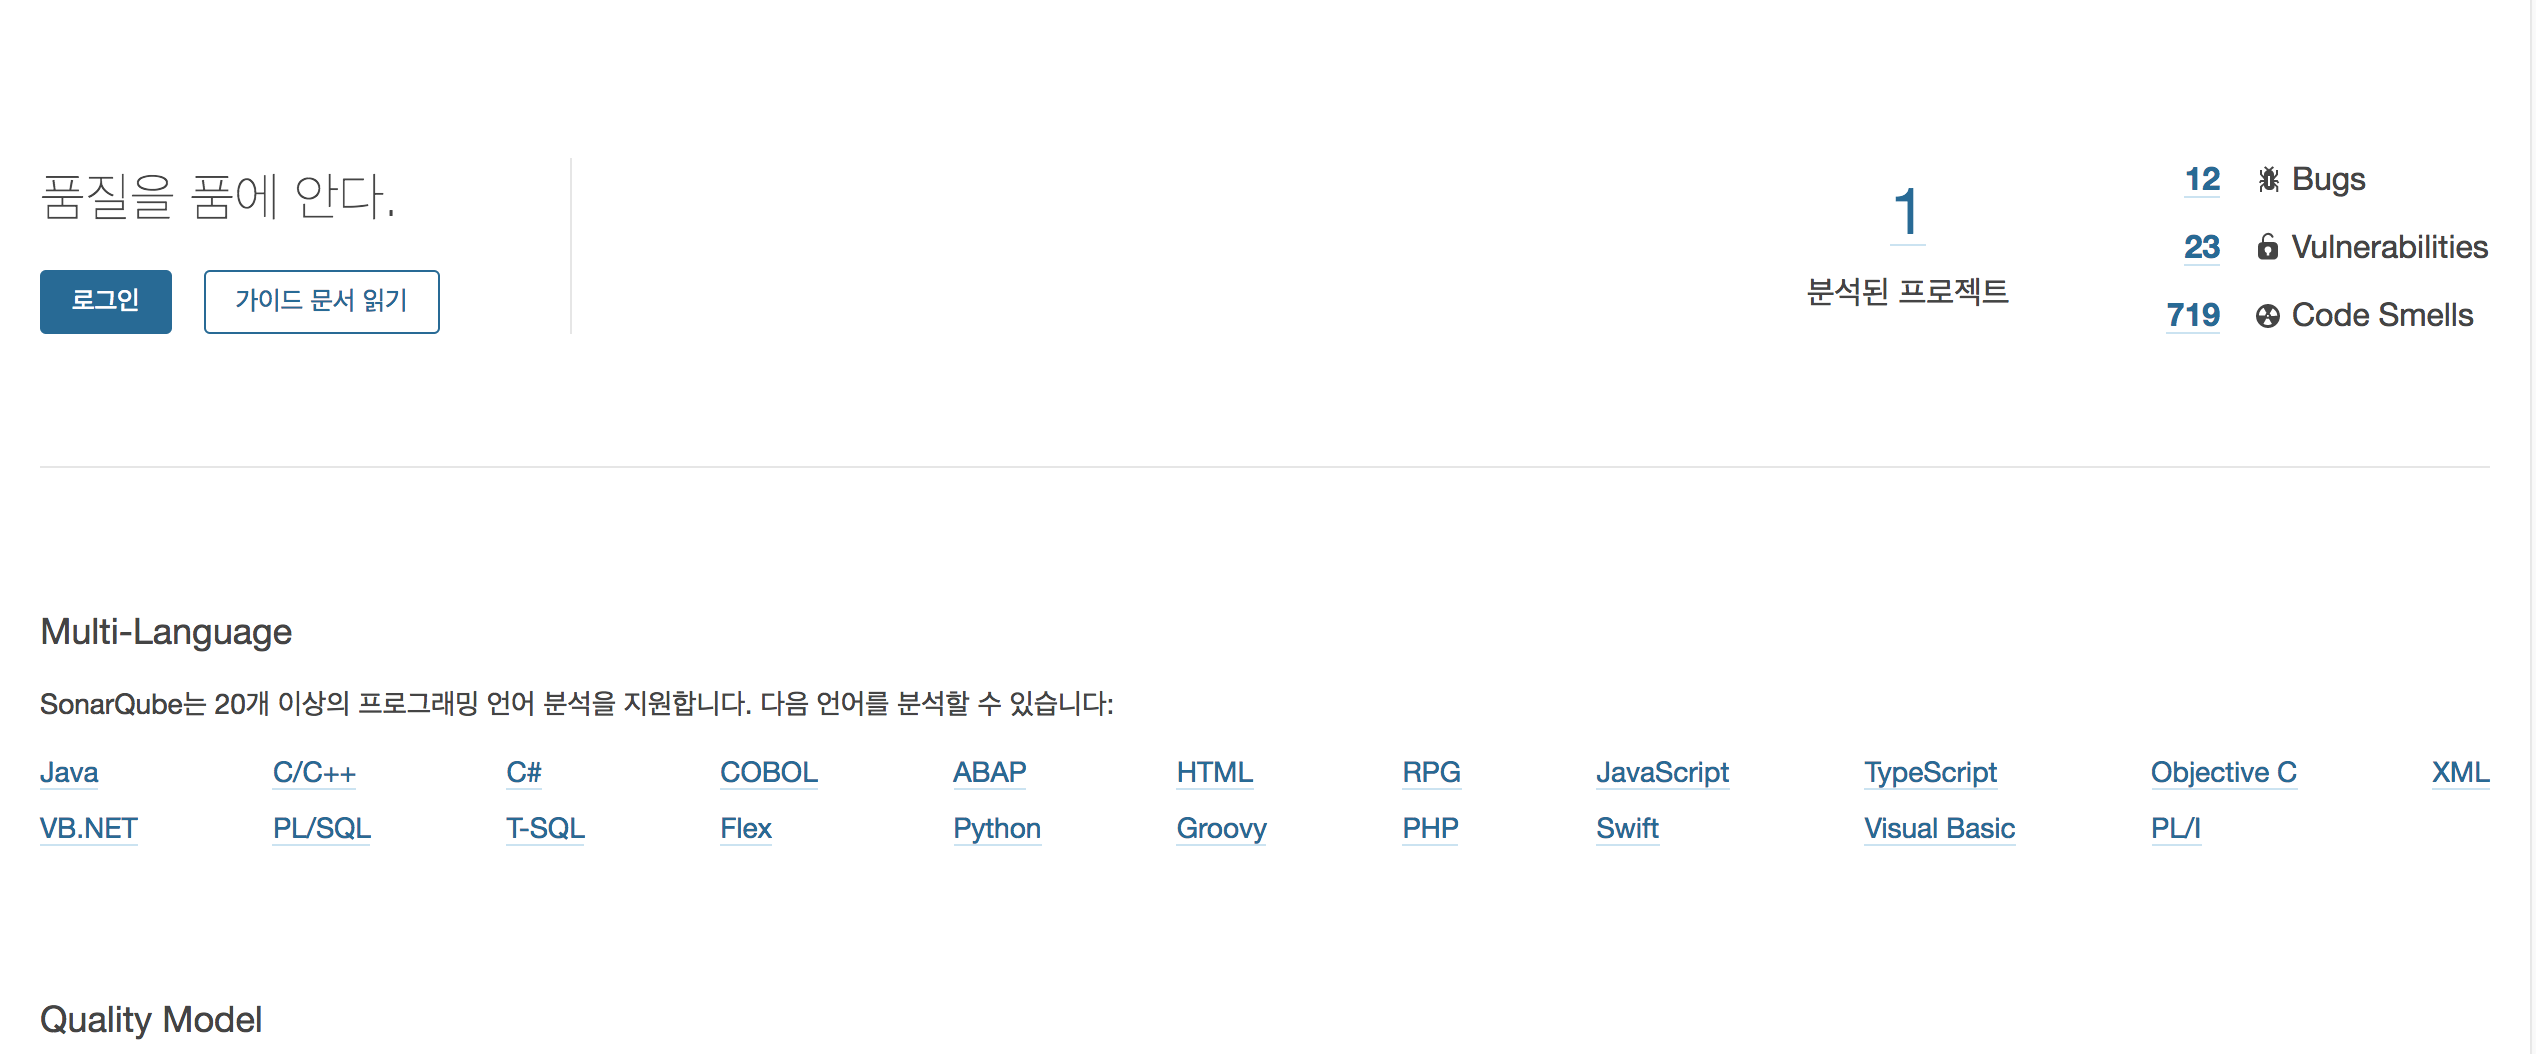 품질을 품에 안다.
로그인 가이드 문서 읽기
1
분석된 프로젝트
12 Bugs
23 Vulnerabilities
719 Code Smells
Multi-Language
SonarQube는 20개 이상의 프로그래밍 언어 분석을 지원합니다. 다음 언어를 분석할 수 있습니다:
Java C/C++ C# COBOL ABAP HTML RPG JavaScript TypeScript Objective C XML
VB.NET PL/SQL T-SQL Flex Python Groovy PHP Swift Visual Basic PL/I
Quality Model